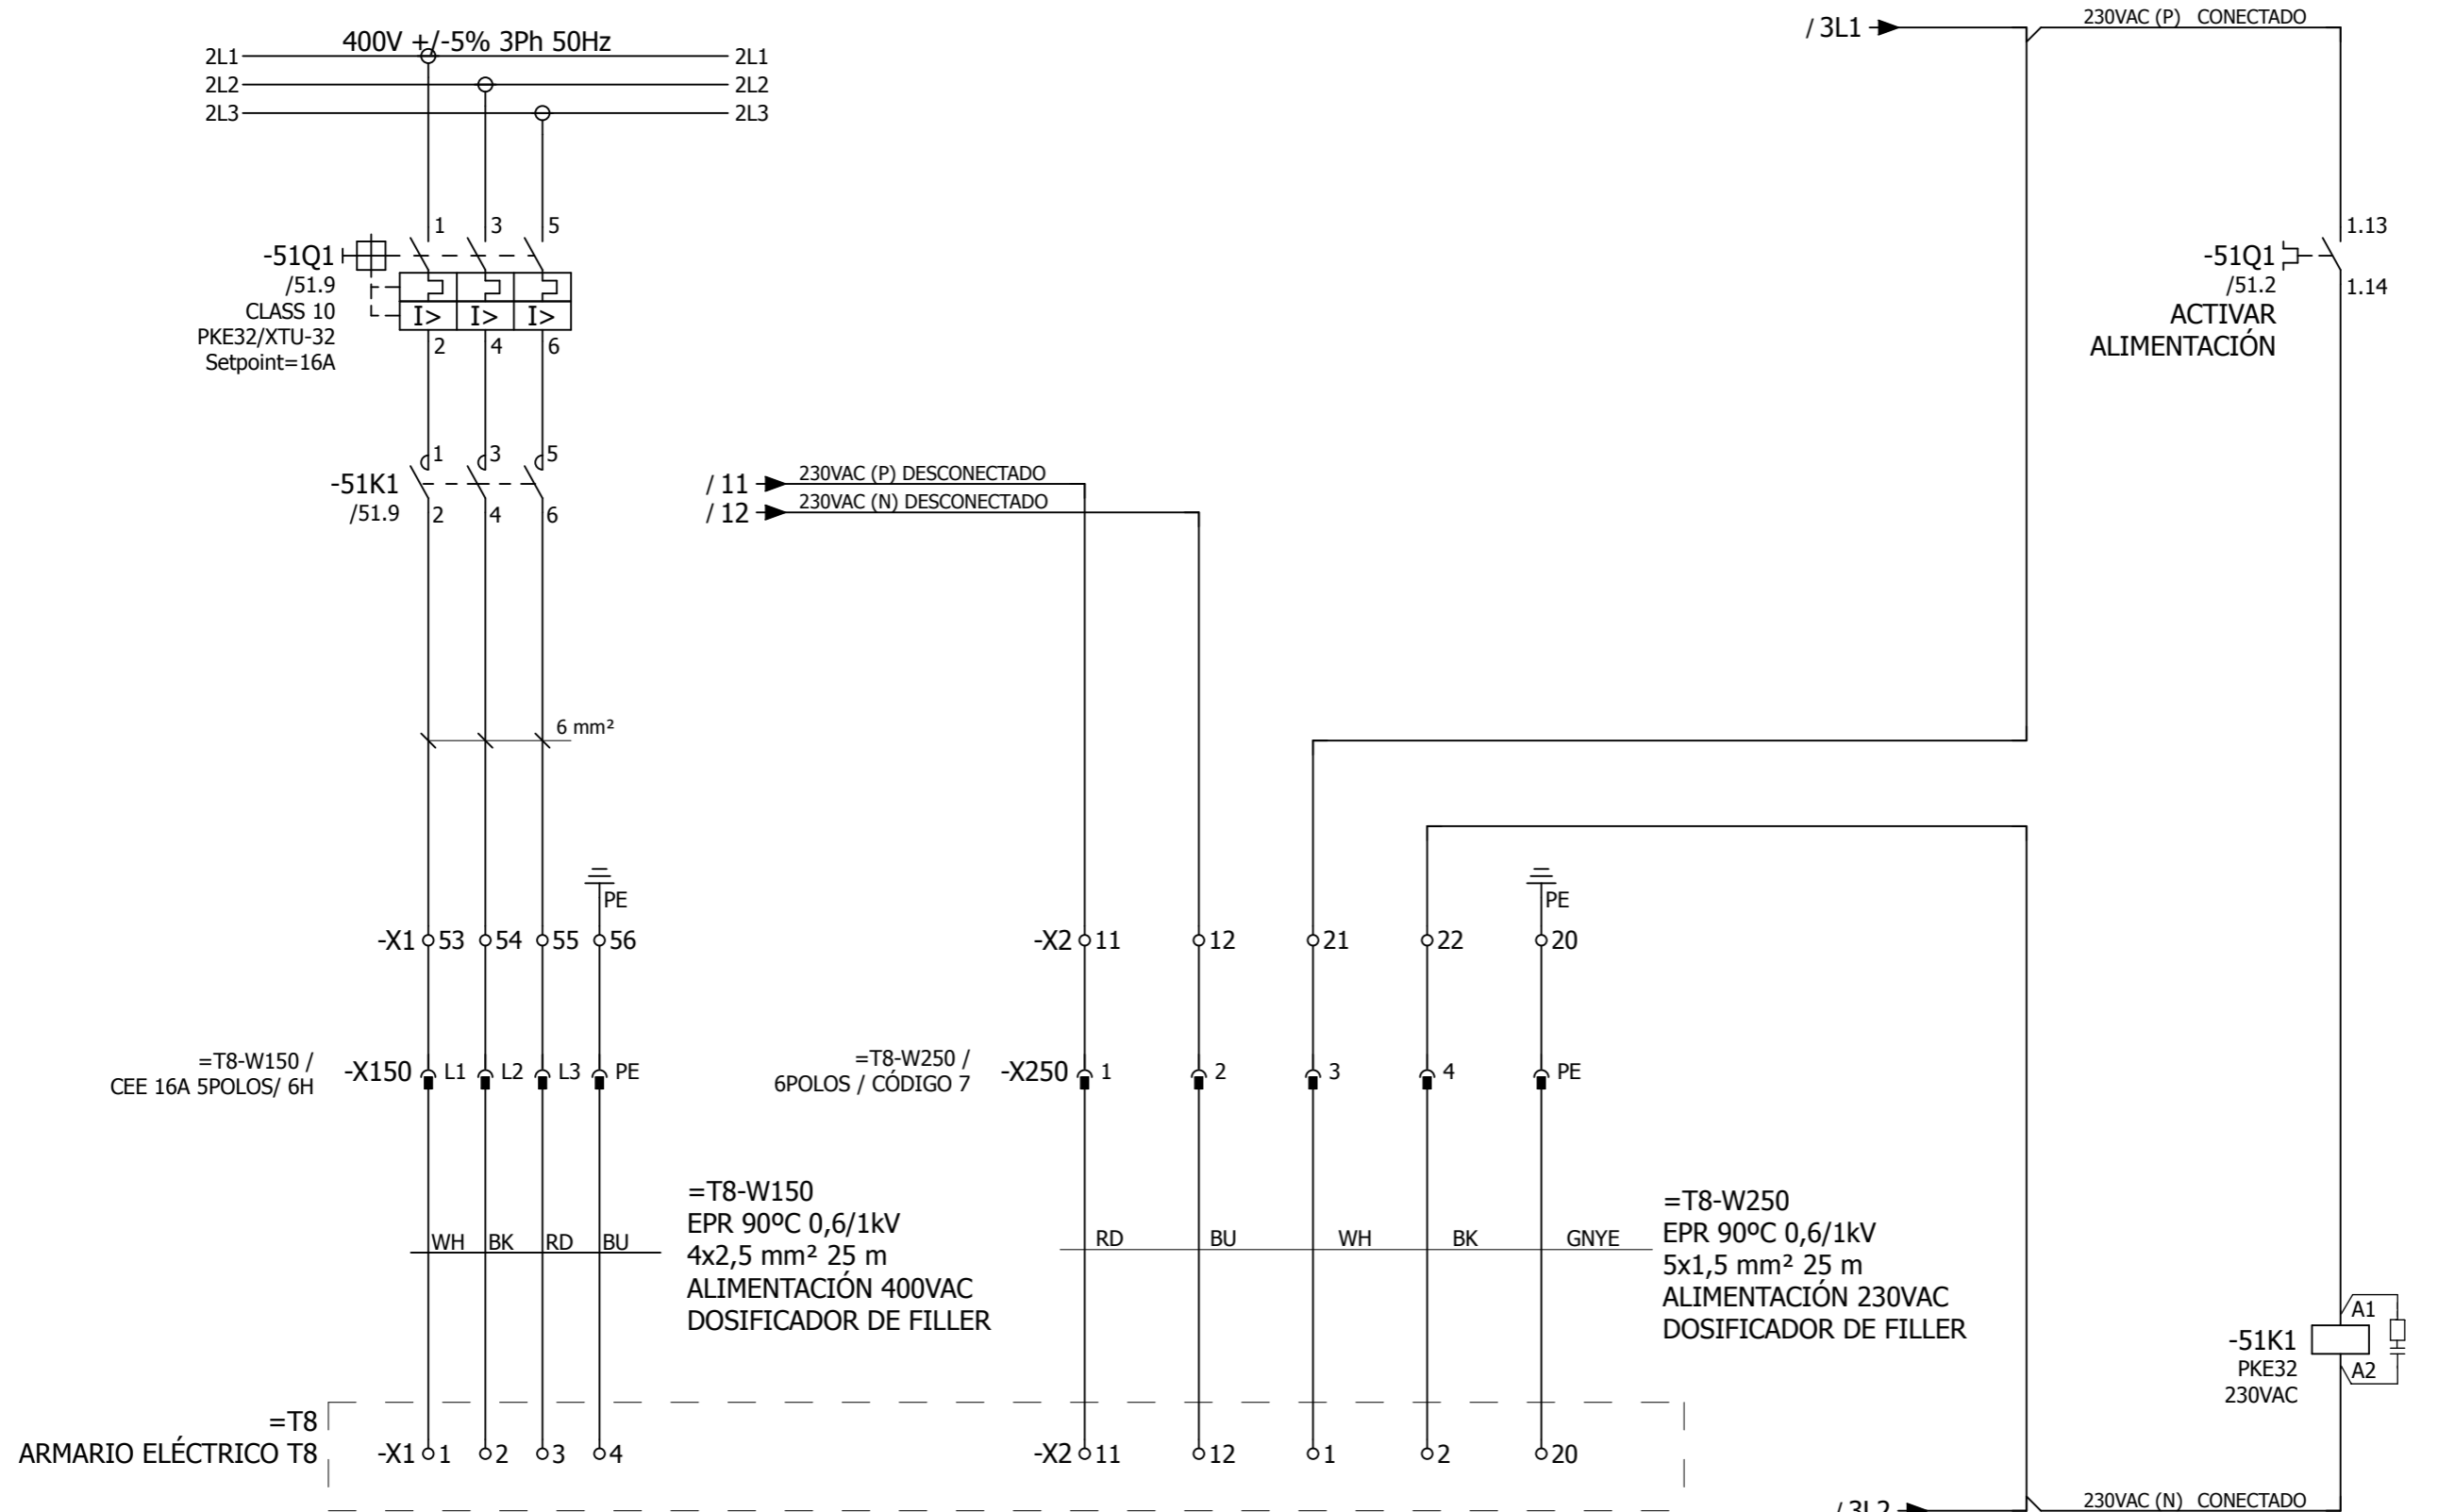 400V +/-5% 3Ph 50Hz
2L1 2L1
2L2 2L2
2L3 2L3
/ 3L1
230VAC (P) CONECTADO
1 3 5
-51Q1
/51.9
CLASS 10
PKE32/XTU-32
Setpoint=16A
I> I> I>
2 4 6
1.13
-51Q1
/51.2
1.14
ACTIVAR
ALIMENTACIÓN
1 3 5
-51K1
/51.9
2 4 6
/ 11 230VAC (P) DESCONECTADO
/ 12 230VAC (N) DESCONECTADO
6 mm²
PE
PE
-X1 53 54 55 56
-X2 11 12 21 22 20
=T8-W150 /
CEE 16A 5POLOS/ 6H
-X150 L1 L2 L3 PE
=T8-W250 /
6POLOS / CÓDIGO 7
-X250 1 2 3 4 PE
WH BK RD BU
=T8-W150
EPR 90ºC 0,6/1kV
4x2,5 mm² 25 m
ALIMENTACIÓN 400VAC
DOSIFICADOR DE FILLER
RD BU WH BK GNYE
=T8-W250
EPR 90ºC 0,6/1kV
5x1,5 mm² 25 m
ALIMENTACIÓN 230VAC
DOSIFICADOR DE FILLER
A1
-51K1
PKE32
230VAC
A2
=T8
ARMARIO ELÉCTRICO T8
-X1 1 2 3 4
-X2 11 12 1 2 20
/ 3L2
230VAC (N) CONECTADO